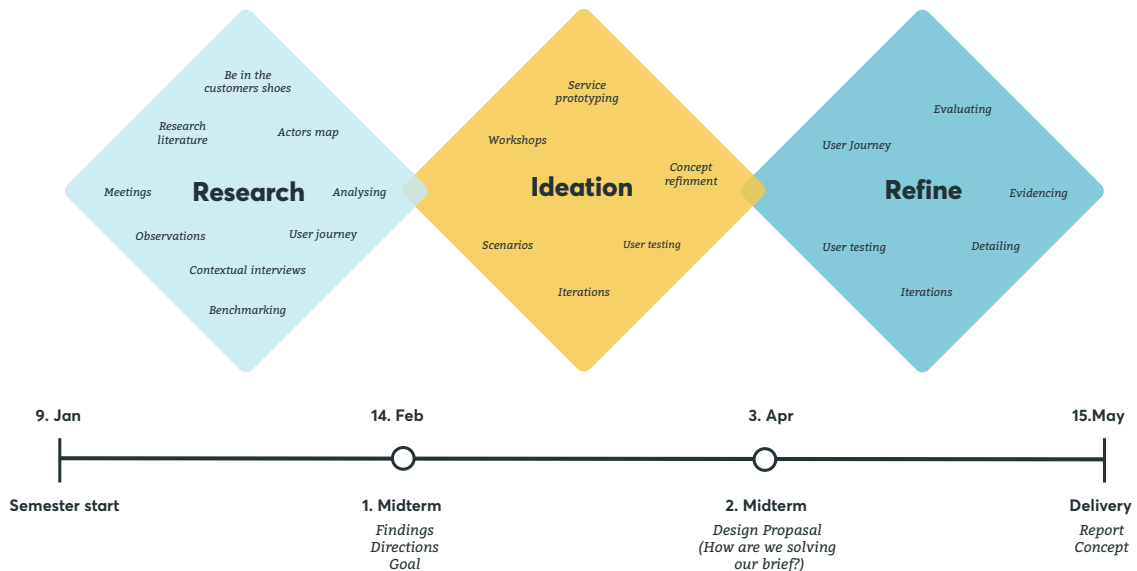 Be in the
customers shoes
Research
literature
Actors map
Meetings
Research
Analysing
Observations
User journey
Contextual interviews
Benchmarking
Service
prototyping
Workshops
Concept
refinment
Ideation
Scenarios
User testing
Iterations
Evaluating
User Journey
Refine
Evidencing
User testing
Detailing
Iterations
9. Jan
14. Feb
3. Apr
15.May
Semester start
1. Midterm
Findings
Directions
Goal
2. Midterm
Design Propasal
(How are we solving
our brief?)
Delivery
Report
Concept